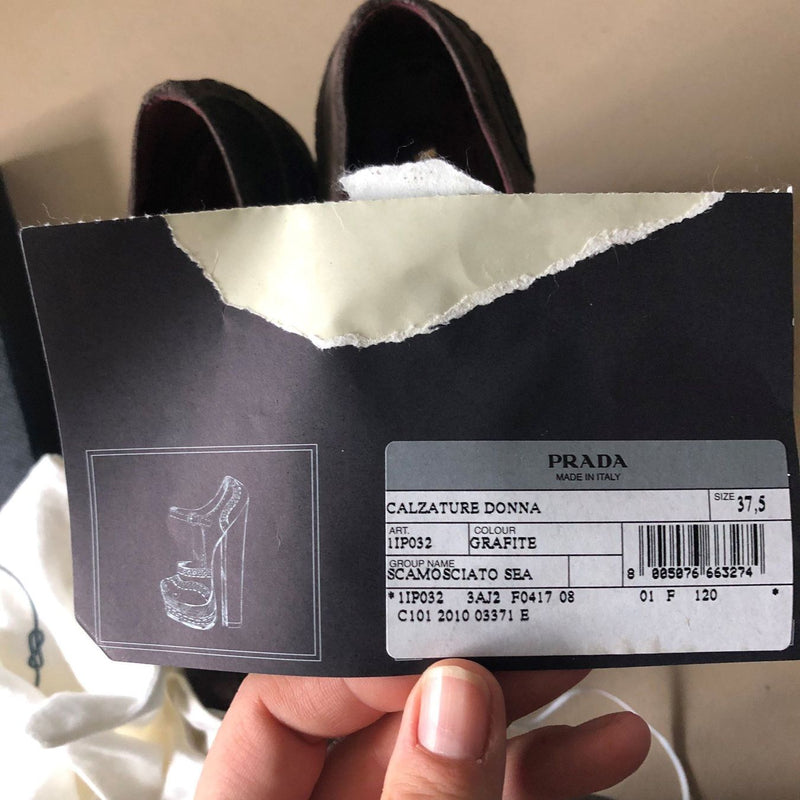 PRADA
MADE IN ITALY
CALZATURE DONNA SIZE 37,5
ART. COLOUR
1IP032 GRAFITE
GROUP NAME
SCAMOSCIATO SEA
8 005076 663274
*1IP032 3AJ2 F0417 08 01 F 120 *
C101 2010 03371 E